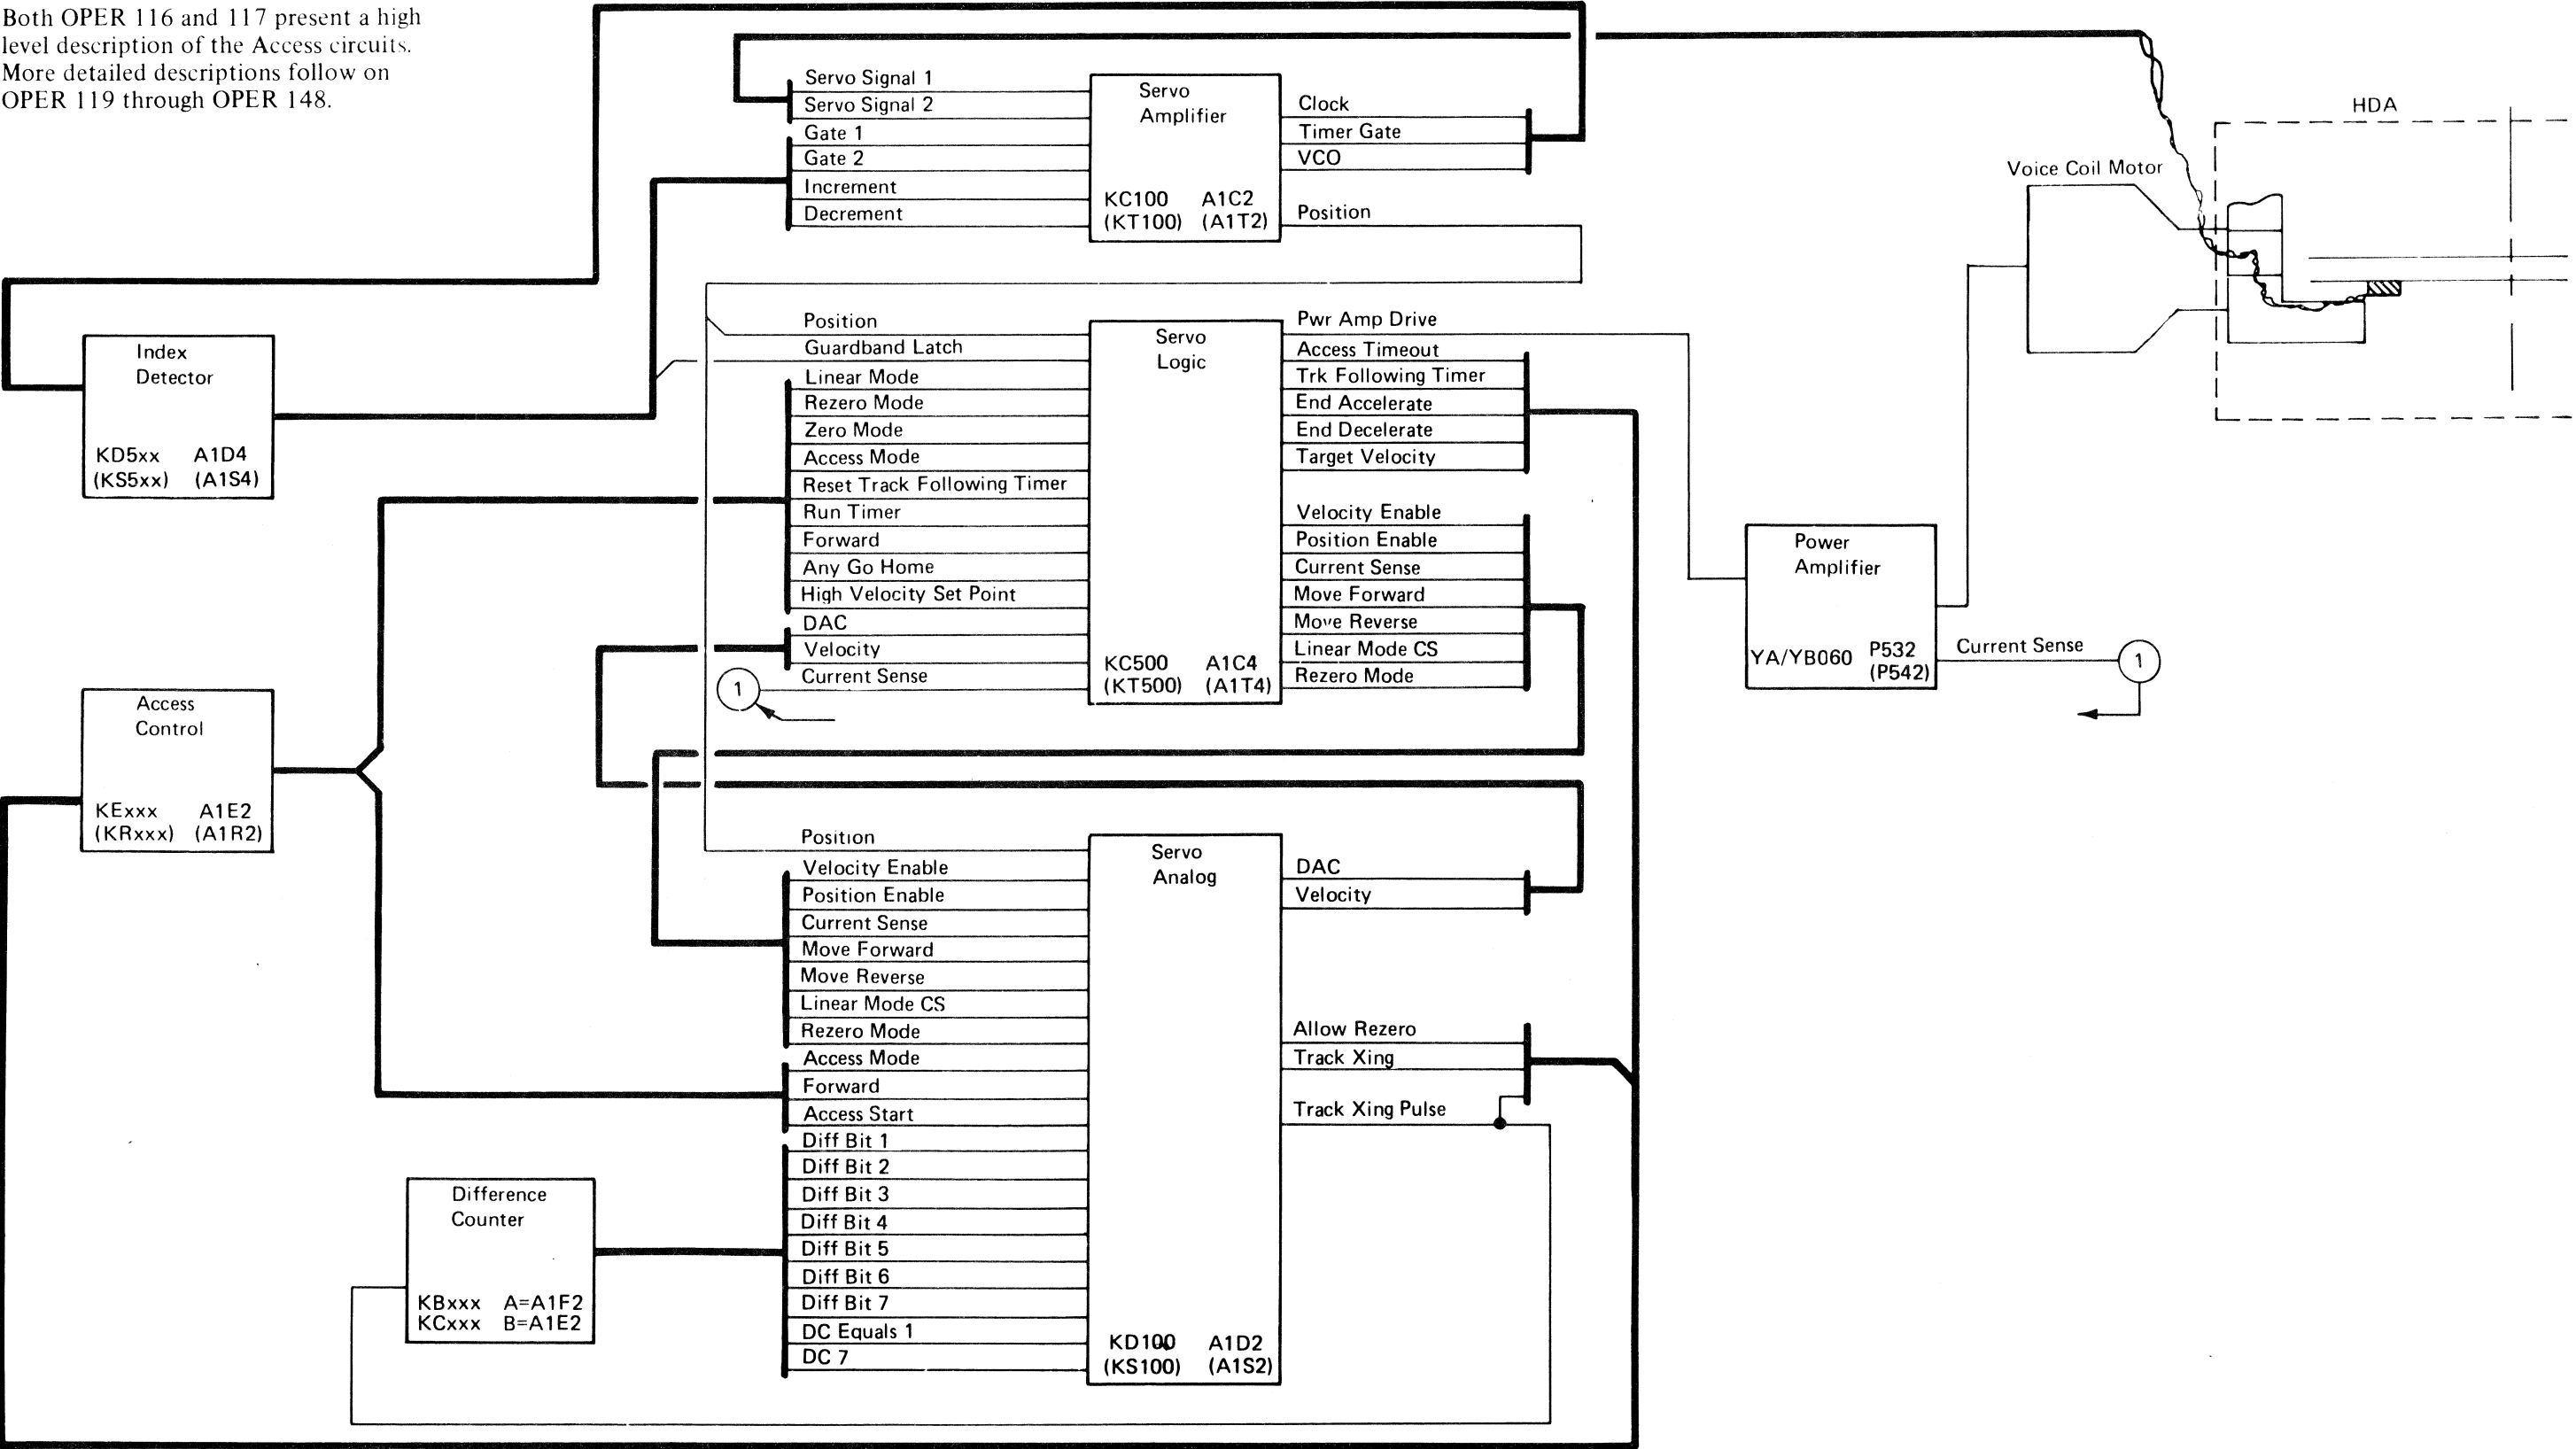 Both OPER 116 and 117 present a high
level description of the Access circuits.
More detailed descriptions follow on
OPER 119 through OPER 148.
Servo Signal 1
Servo Signal 2
Gate 1
Gate 2
Increment
Decrement
Servo
Amplifier
KC100 A1C2
(KT100) (A1T2)
Clock
Timer Gate
VCO
Position
HDA
Voice Coil Motor
Index
Detector
KD5xx A1D4
(KS5xx) (A1S4)
Position
Guardband Latch
Linear Mode
Rezero Mode
Zero Mode
Access Mode
Reset Track Following Timer
Run Timer
Forward
Any Go Home
High Velocity Set Point
DAC
Velocity
Current Sense
1
Servo
Logic
KC500 A1C4
(KT500) (A1T4)
Pwr Amp Drive
Access Timeout
Trk Following Timer
End Accelerate
End Decelerate
Target Velocity
Velocity Enable
Position Enable
Current Sense
Move Forward
Move Reverse
Linear Mode CS
Rezero Mode
Power
Amplifier
YA/YB060 P532
(P542)
Current Sense
1
Access
Control
KExxx A1E2
(KRxxx) (A1R2)
Position
Velocity Enable
Position Enable
Current Sense
Move Forward
Move Reverse
Linear Mode CS
Rezero Mode
Access Mode
Forward
Access Start
Diff Bit 1
Diff Bit 2
Diff Bit 3
Diff Bit 4
Diff Bit 5
Diff Bit 6
Diff Bit 7
DC Equals 1
DC 7
Servo
Analog
KD100 A1D2
(KS100) (A1S2)
DAC
Velocity
Allow Rezero
Track Xing
Track Xing Pulse
Difference
Counter
KBxxx A=A1F2
KCxxx B=A1E2